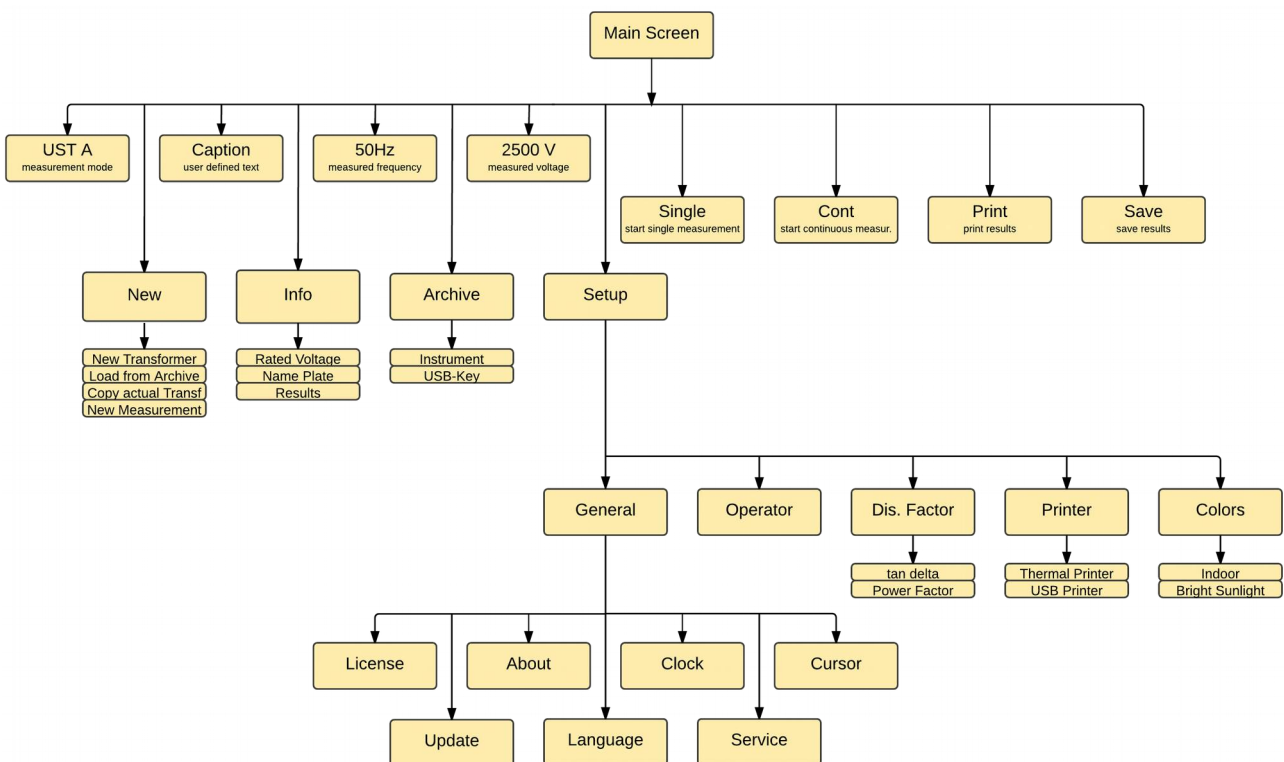 Main Screen
UST A
measurement mode
Caption
user defined text
50Hz
measured frequency
2500 V
measured voltage
Single
start single measurement
Cont
start continuous measur.
Print
print results
Save
save results
New
Info
Archive
Setup
New Transformer
Load from Archive
Copy actual Transf
New Measurement
Rated Voltage
Name Plate
Results
Instrument
USB-Key
General
Operator
Dis. Factor
Printer
Colors
tan delta
Power Factor
Thermal Printer
USB Printer
Indoor
Bright Sunlight
License
About
Clock
Cursor
Update
Language
Service